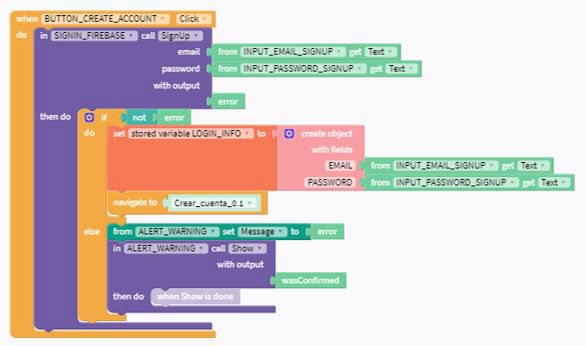 when BUTTON_CREATE_ACCOUNT Click
do in SIGNIN_FIREBASE call SignUp
email from INPUT_EMAIL_SIGNUP get Text
password from INPUT_PASSWORD_SIGNUP get Text
with output
error
then do if not error
do set stored variable LOGIN_INFO to create object
with fields
EMAIL from INPUT_EMAIL_SIGNUP get Text
PASSWORD from INPUT_PASSWORD_SIGNUP get Text
navigate to Crear_cuenta_0.1
else from ALERT_WARNING set Message to error
in ALERT_WARNING call Show
with output
wasConfirmed
then do when Show is done